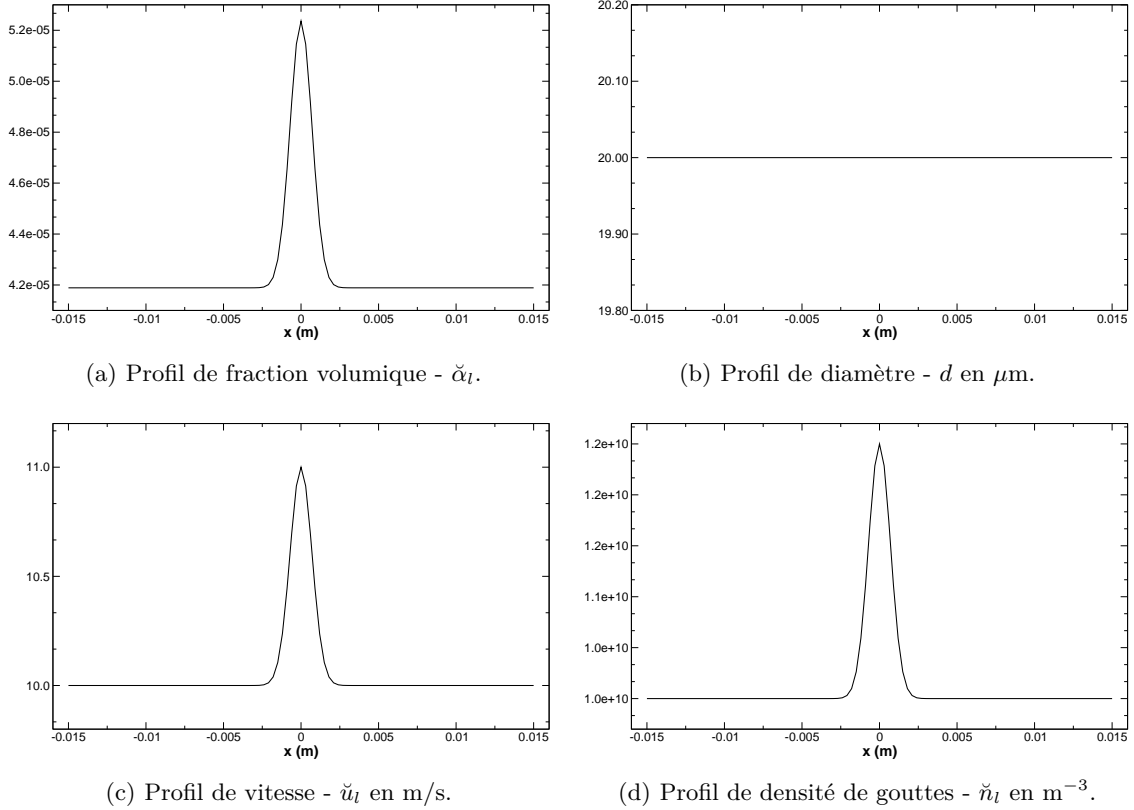 5.2e-05
5.0e-05
4.8e-05
4.6e-05
4.4e-05
4.2e-05
-0.015 -0.01 -0.005 0 0.005 0.01 0.015
x (m)
20.20
20.10
20.00
19.90
19.80
-0.015 -0.01 -0.005 0 0.005 0.01 0.015
x (m)
(a) Profil de fraction volumique - ᾰ_l.
(b) Profil de diamètre - d en μm.
11.0
10.5
10.0
-0.015 -0.01 -0.005 0 0.005 0.01 0.015
x (m)
1.2e+10
1.2e+10
1.2e+10
1.1e+10
1.0e+10
1.0e+10
-0.015 -0.01 -0.005 0 0.005 0.01 0.015
x (m)
(c) Profil de vitesse - ŭ_l en m/s.
(d) Profil de densité de gouttes - n̆_l en m⁻³.